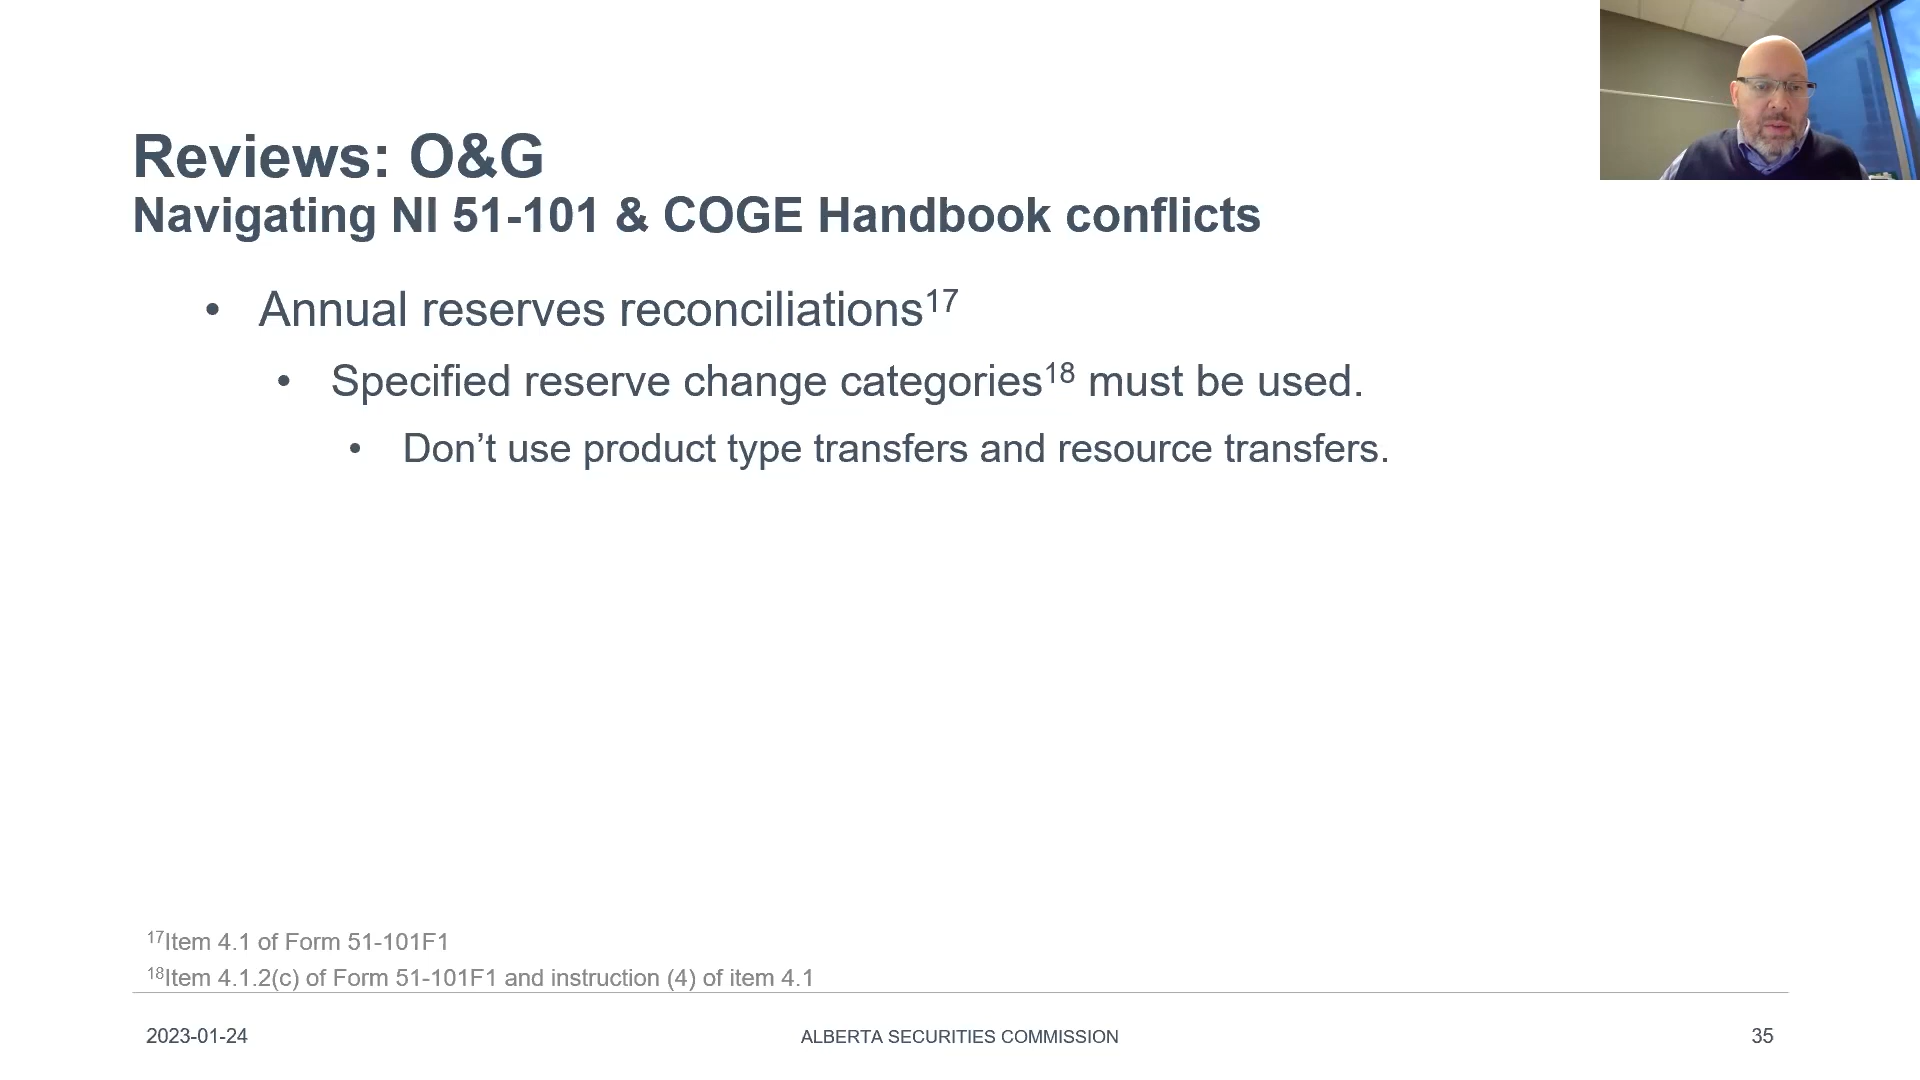 Reviews: O&G
Navigating NI 51-101 & COGE Handbook conflicts
• Annual reserves reconciliations¹⁷
• Specified reserve change categories¹⁸ must be used.
• Don’t use product type transfers and resource transfers.
¹⁷Item 4.1 of Form 51-101F1
¹⁸Item 4.1.2(c) of Form 51-101F1 and instruction (4) of item 4.1
2023-01-24 ALBERTA SECURITIES COMMISSION 35